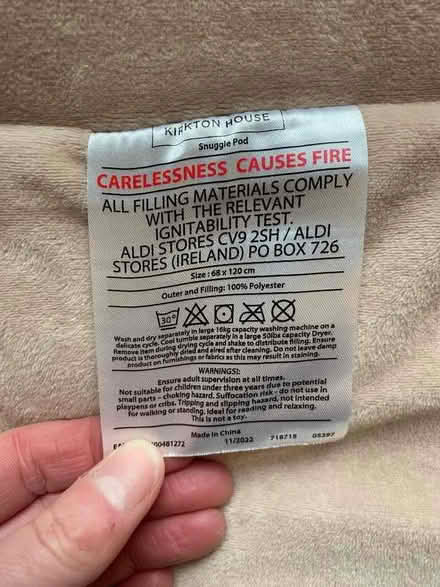 KIRKTON HOUSE
Snuggle Pod
CARELESSNESS CAUSES FIRE
ALL FILLING MATERIALS COMPLY
WITH THE RELEVANT
IGNITABILITY TEST.
ALDI STORES CV9 2SH / ALDI
STORES (IRELAND) PO BOX 726
Size : 68 x 120 cm
Outer and Filling: 100% Polyester
30°
Wash and dry separately in large 16kg capacity washing machine on a
delicate cycle. Cool tumble separately in a large 50lbs capacity Dryer.
Remove item during drying cycle and shake to distribute filling. Ensure
product is thoroughly dried and aired after cleaning. Do not leave damp
product on furnishings or fabrics as this may result in staining.
WARNINGS!:
Ensure adult supervision at all times.
Not suitable for children under three years due to potential
small parts - choking hazard. Suffocation risk - do not use in
playpens or cribs. Tripping and slipping hazard, not intended
for walking or standing. Ideal for reading and relaxing.
This is not a toy.
Made in China
00481272 11/2022 718715 05397